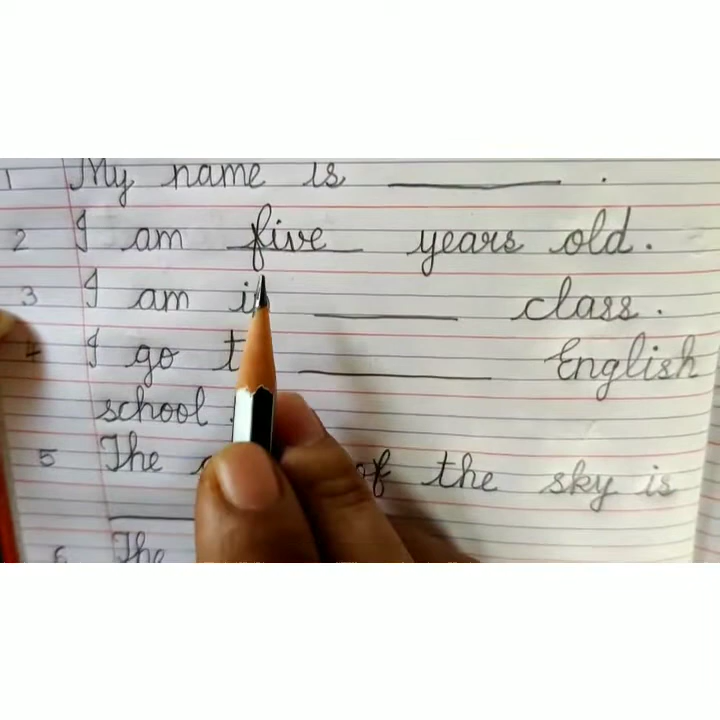 1 My name is ______ .
2 I am five years old.
3 I am in ______ class.
4 I go ______ English
school
5 The of the sky is
______
6 The